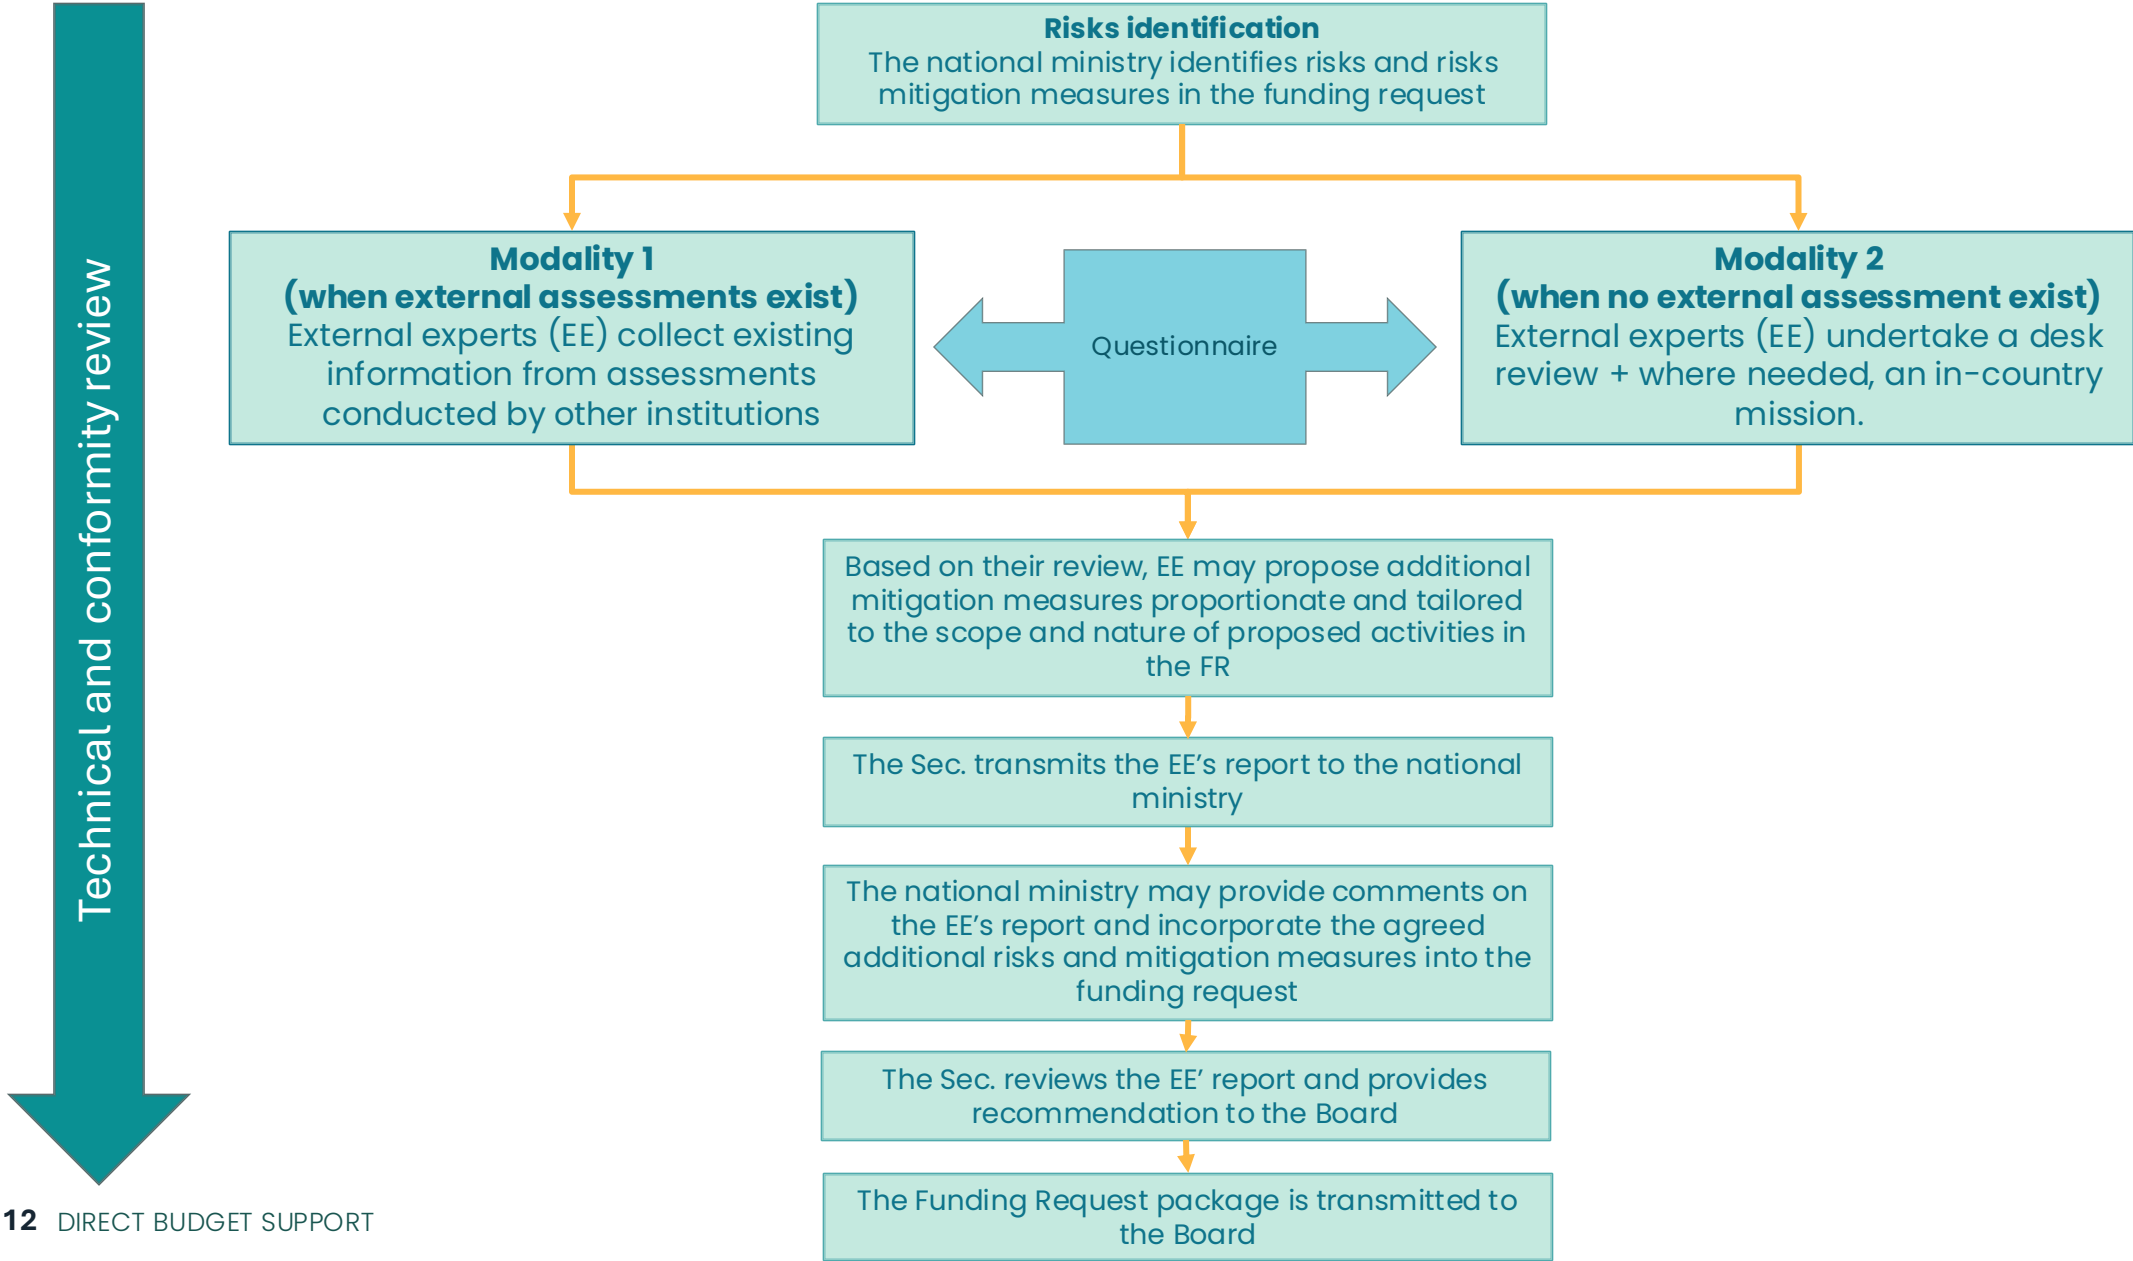 Technical and conformity review
Risks identification
The national ministry identifies risks and risks
mitigation measures in the funding request
Modality 1
(when external assessments exist)
External experts (EE) collect existing
information from assessments
conducted by other institutions
Questionnaire
Modality 2
(when no external assessment exist)
External experts (EE) undertake a desk
review + where needed, an in-country
mission.
Based on their review, EE may propose additional
mitigation measures proportionate and tailored
to the scope and nature of proposed activities in
the FR
The Sec. transmits the EE’s report to the national
ministry
The national ministry may provide comments on
the EE’s report and incorporate the agreed
additional risks and mitigation measures into the
funding request
The Sec. reviews the EE’ report and provides
recommendation to the Board
The Funding Request package is transmitted to
the Board
12 DIRECT BUDGET SUPPORT